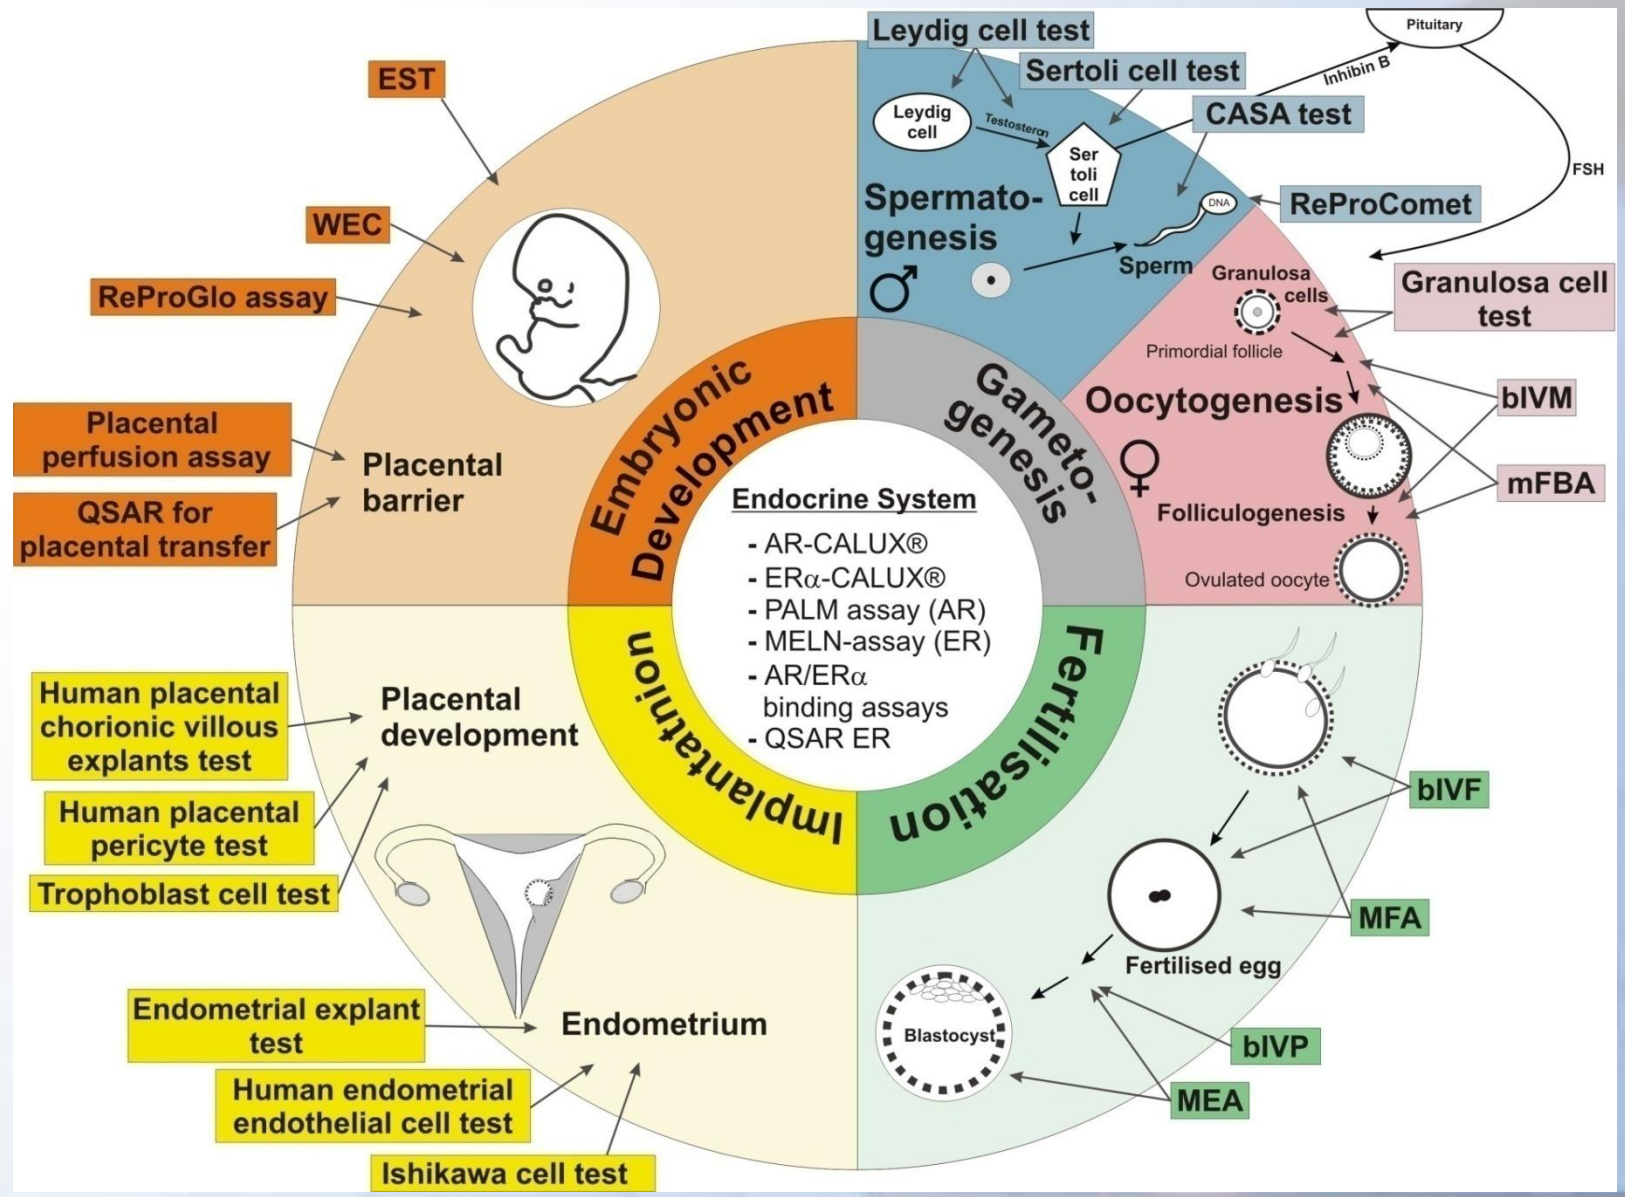 Leydig cell test
Sertoli cell test
CASA test
ReProComet
Pituitary
Inhibin B
FSH
Leydig
cell
Testosteron
Ser
toli
cell
DNA
Spermato-
genesis
♂
Sperm
Granulosa
cells
Primordial follicle
Oocytogenesis
♀
Folliculogenesis
Ovulated oocyte
Granulosa cell
test
bIVM
mFBA
EST
WEC
ReProGlo assay
Placental
perfusion assay
QSAR for
placental transfer
Placental
barrier
Embryonic
Development
Gameto-
genesis
Fertilisation
Implantation
Endocrine System
- AR-CALUX®
- ERα-CALUX®
- PALM assay (AR)
- MELN-assay (ER)
- AR/ERα
binding assays
- QSAR ER
Human placental
chorionic villous
explants test
Human placental
pericyte test
Trophoblast cell test
Placental
development
Endometrial explant
test
Human endometrial
endothelial cell test
Ishikawa cell test
Endometrium
bIVF
MFA
Fertilised egg
Blastocyst
bIVP
MEA